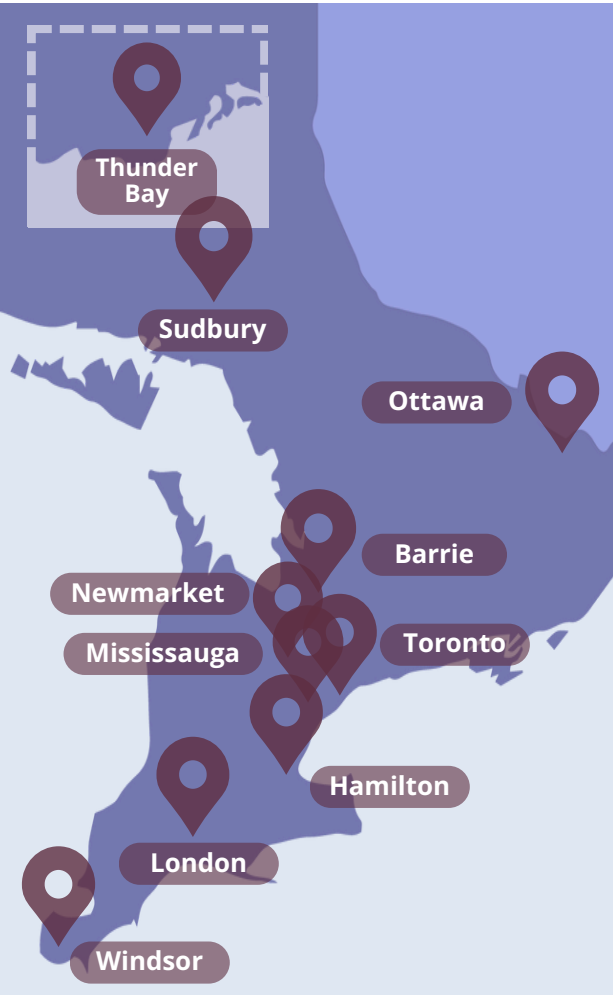 Thunder
Bay
Sudbury
Ottawa
Barrie
Newmarket
Toronto
Mississauga
Hamilton
London
Windsor